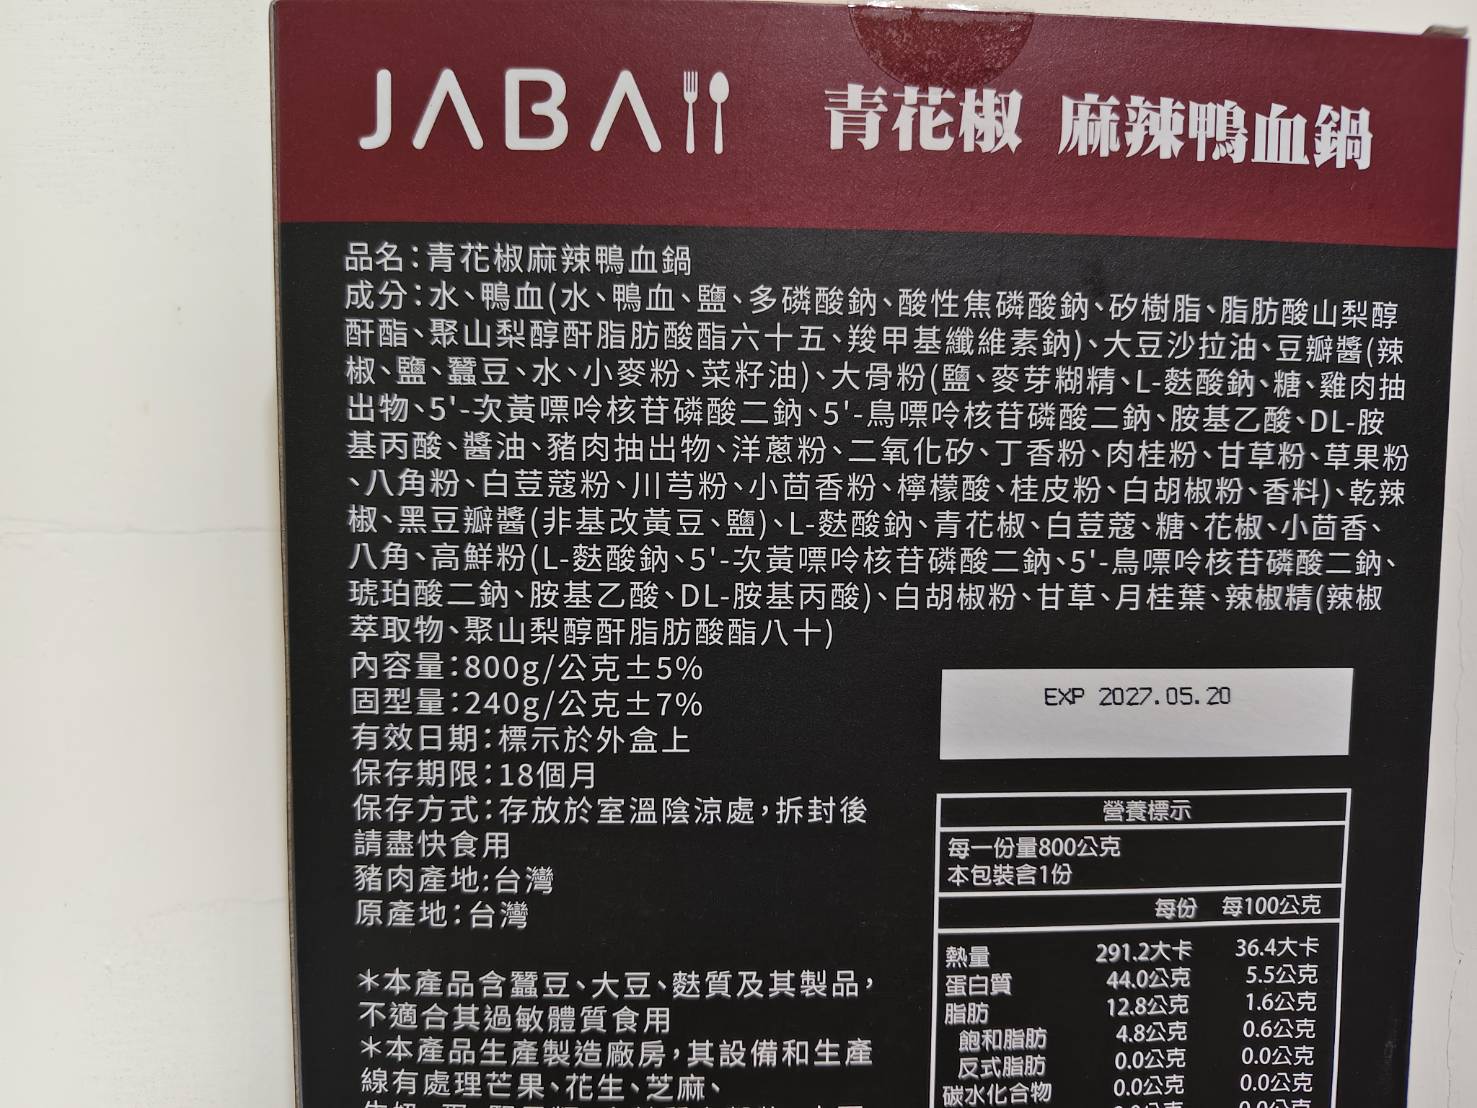 JABA 青花椒 麻辣鴨血鍋
品名:青花椒麻辣鴨血鍋
成分:水、鴨血(水、鴨血、鹽、多磷酸鈉、酸性焦磷酸鈉、矽樹脂、脂肪酸山梨醇
酐酯、聚山梨醇酐脂肪酸酯六十五、羧甲基纖維素鈉)、大豆沙拉油、豆瓣醬(辣
椒、鹽、蠶豆、水、小麥粉、菜籽油)、大骨粉(鹽、麥芽糊精、L-麩酸鈉、糖、雞肉抽
出物、5'-次黃嘌呤核苷磷酸二鈉、5'-鳥嘌呤核苷磷酸二鈉、胺基乙酸、DL-胺
基丙酸、醬油、豬肉抽出物、洋蔥粉、二氧化矽、丁香粉、肉桂粉、甘草粉、草果粉
、八角粉、白荳蔻粉、川芎粉、小茴香粉、檸檬酸、桂皮粉、白胡椒粉、香料)、乾辣
椒、黑豆瓣醬(非基改黃豆、鹽)、L-麩酸鈉、青花椒、白荳蔻、糖、花椒、小茴香、
八角、高鮮粉(L-麩酸鈉、5'-次黃嘌呤核苷磷酸二鈉、5'-鳥嘌呤核苷磷酸二鈉、
琥珀酸二鈉、胺基乙酸、DL-胺基丙酸)、白胡椒粉、甘草、月桂葉、辣椒精(辣椒
萃取物、聚山梨醇酐脂肪酸酯八十)
內容量:800g/公克±5%
固型量:240g/公克±7%
有效日期:標示於外盒上
保存期限:18個月
保存方式:存放於室溫陰涼處,拆封後
請盡快食用
豬肉產地:台灣
原產地:台灣
*本產品含蠶豆、大豆、麩質及其製品,
不適合其過敏體質食用
*本產品生產製造廠房,其設備和生產
線有處理芒果、花生、芝麻、
EXP 2027.05.20
營養標示
每一份量800公克
本包裝含1份
每份 每100公克
熱量 291.2大卡 36.4大卡
蛋白質 44.0公克 5.5公克
脂肪 12.8公克 1.6公克
飽和脂肪 4.8公克 0.6公克
反式脂肪 0.0公克 0.0公克
碳水化合物 0.0公克 0.0公克